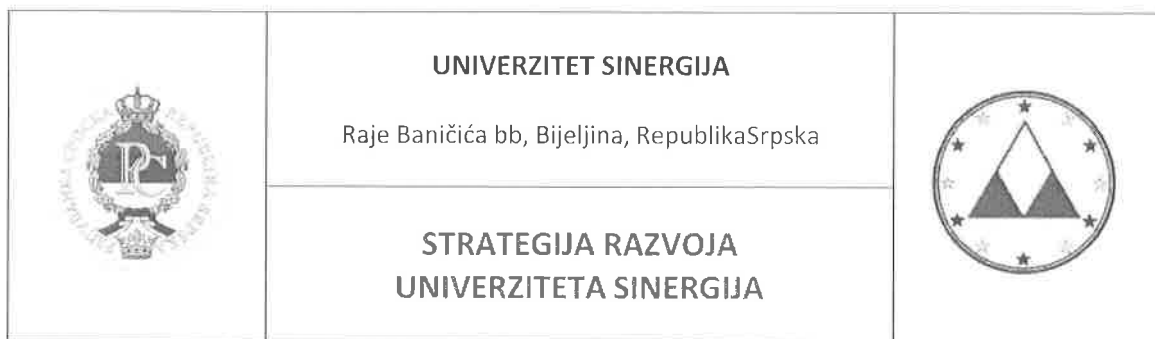 UNIVERZITET SINERGIJA
Raje Baničića bb, Bijeljina, RepublikaSrpska
STRATEGIJA RAZVOJA
UNIVERZITETA SINERGIJA